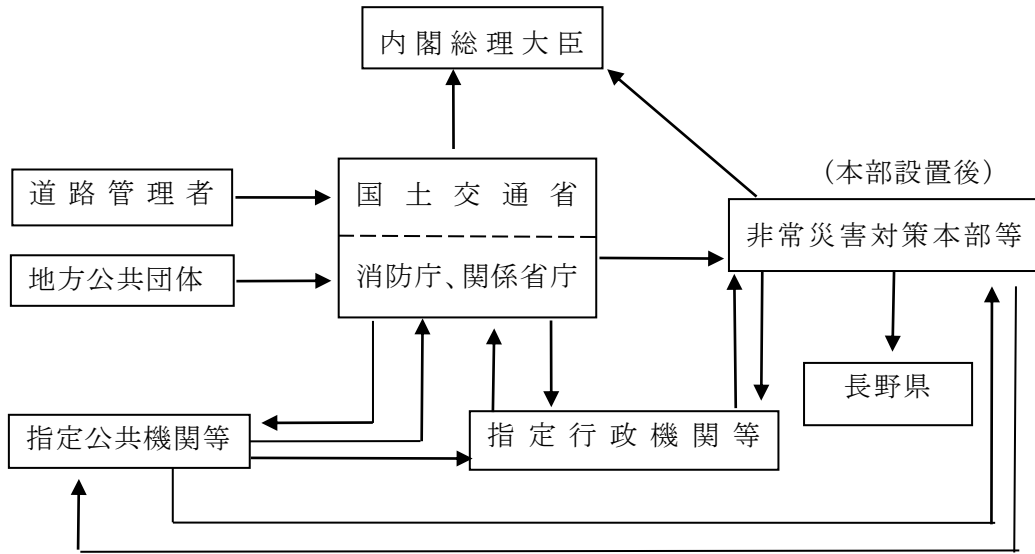 内閣総理大臣
(本部設置後)
道路管理者
国土交通省
非常災害対策本部等
地方公共団体
消防庁、関係省庁
長野県
指定公共機関等
指定行政機関等